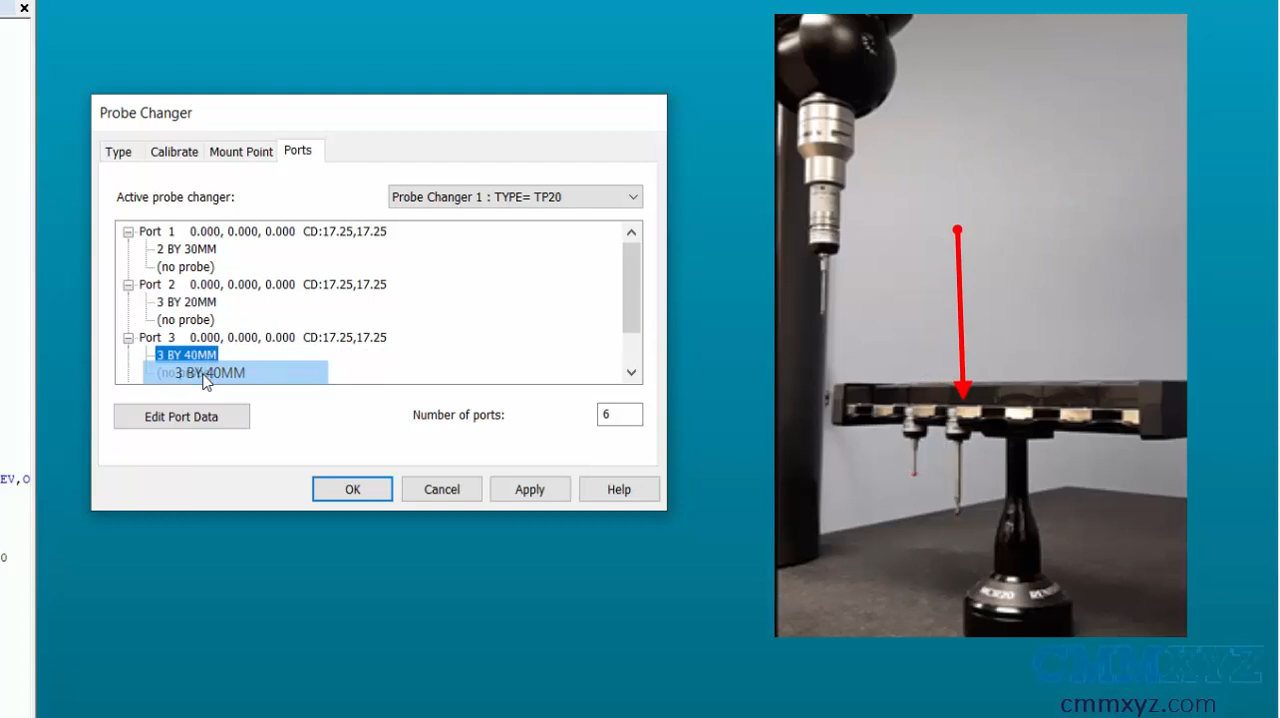 Probe Changer
Type Calibrate Mount Point Ports
Active probe changer: Probe Changer 1 : TYPE= TP20
Port 1 0.000, 0.000, 0.000 CD:17.25,17.25
2 BY 30MM
(no probe)
Port 2 0.000, 0.000, 0.000 CD:17.25,17.25
3 BY 20MM
(no probe)
Port 3 0.000, 0.000, 0.000 CD:17.25,17.25
3 BY 40MM
3 BY 40MM
Edit Port Data Number of ports: 6
OK Cancel Apply Help
EV,O
0
MCR20
CMMXYZ
cmmxyz.com